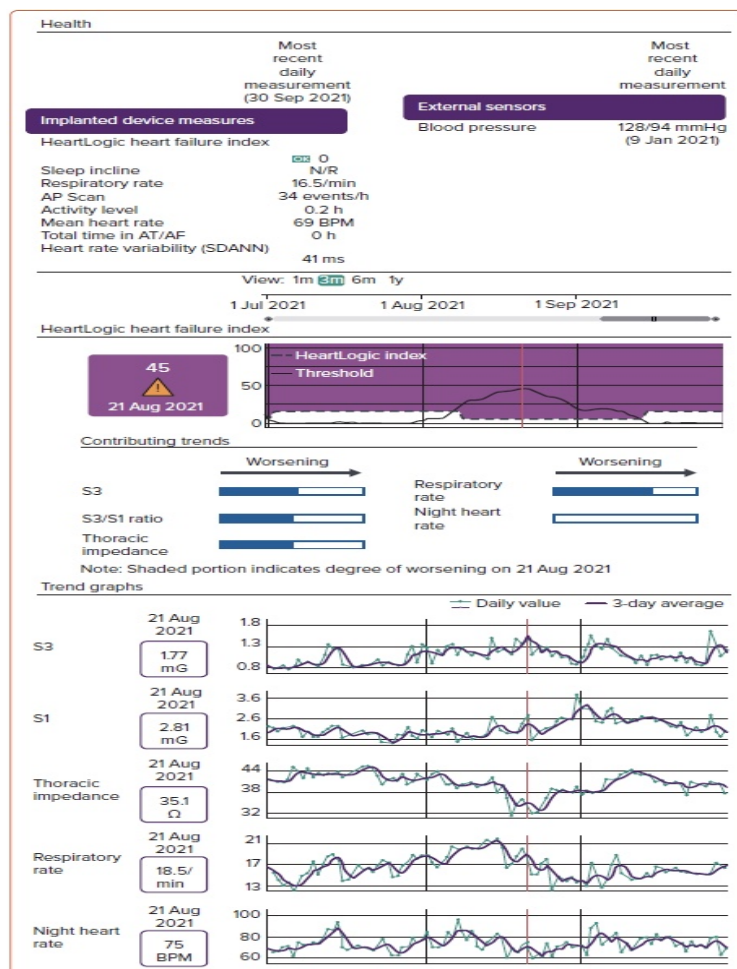 Health
Most
recent
daily
measurement
(30 Sep 2021)
Most
recent
daily
measurement
Implanted device measures
External sensors
HeartLogic heart failure index
OK 0
Blood pressure 128/94 mmHg
(9 Jan 2021)
Sleep incline N/R
Respiratory rate 16.5/min
AP Scan 34 events/h
Activity level 0.2 h
Mean heart rate 69 BPM
Total time in AT/AF 0 h
Heart rate variability (SDANN)
41 ms
View: 1m 3m 6m 1y
1 Jul 2021 1 Aug 2021 1 Sep 2021
HeartLogic heart failure index
45
21 Aug 2021
100
50
0
HeartLogic index
Threshold
Contributing trends
Worsening Worsening
S3
Respiratory
rate
S3/S1 ratio
Night heart
rate
Thoracic
impedance
Note: Shaded portion indicates degree of worsening on 21 Aug 2021
Trend graphs
Daily value 3-day average
S3
21 Aug
2021
1.77
mG
1.8
1.3
0.8
S1
21 Aug
2021
2.81
mG
3.6
2.6
1.6
Thoracic
impedance
21 Aug
2021
35.1
Ω
44
38
32
Respiratory
rate
21 Aug
2021
18.5/
min
21
17
13
Night heart
rate
21 Aug
2021
75
BPM
100
80
60